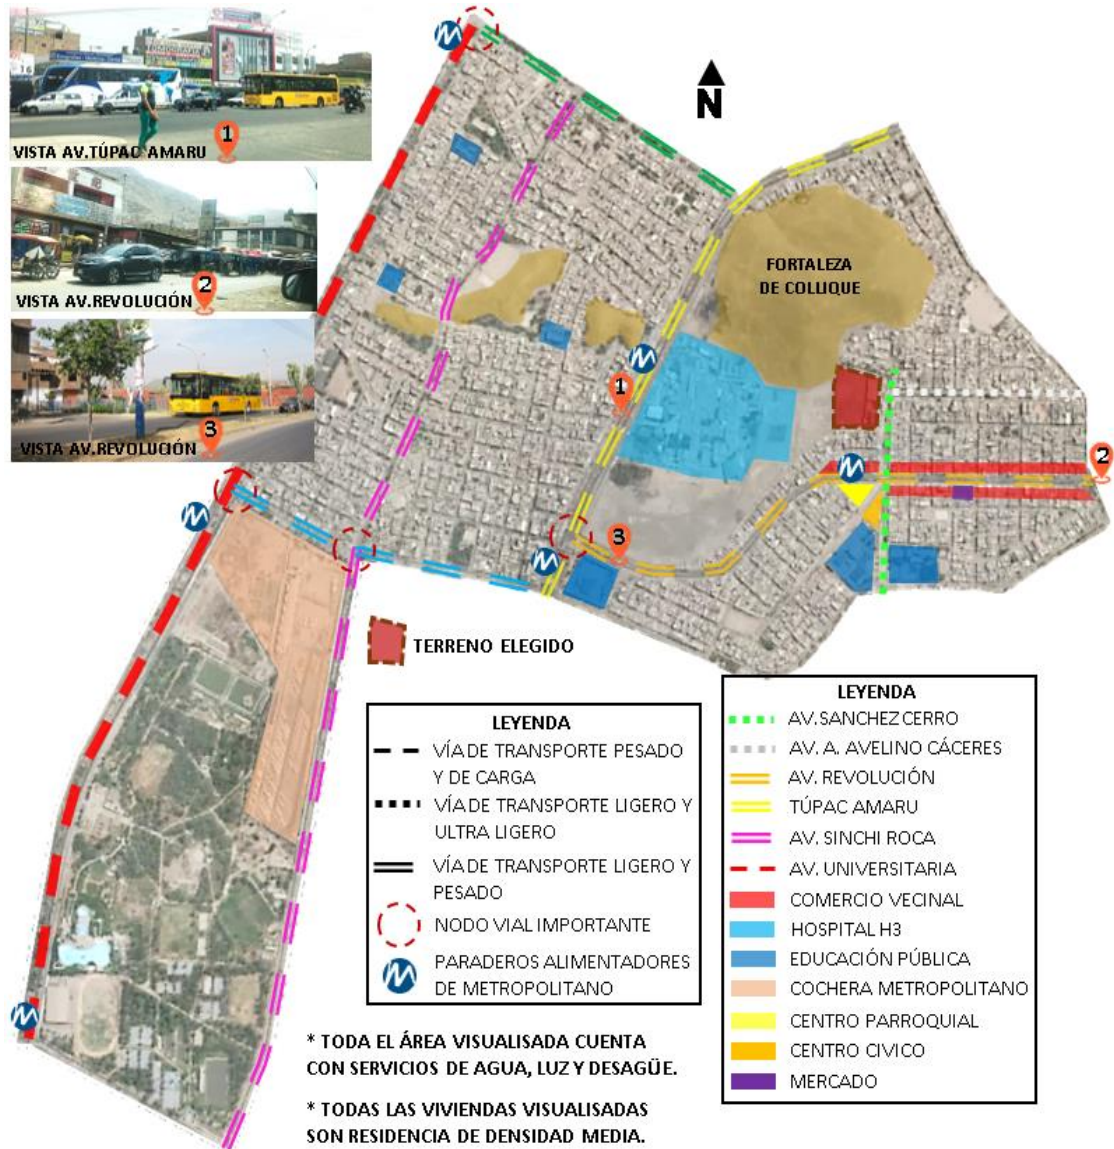 TOMOGRAFIA
1
VISTA AV.TÚPAC AMARU
2
VISTA AV.REVOLUCIÓN
3
VISTA AV.REVOLUCIÓN
N
FORTALEZA
DE COLLIQUE
1
2
3
TERRENO ELEGIDO
LEYENDA
VÍA DE TRANSPORTE PESADO
Y DE CARGA
VÍA DE TRANSPORTE LIGERO Y
ULTRA LIGERO
VÍA DE TRANSPORTE LIGERO Y
PESADO
NODO VIAL IMPORTANTE
PARADEROS ALIMENTADORES
DE METROPOLITANO
LEYENDA
AV. SANCHEZ CERRO
AV. A. AVELINO CÁCERES
AV. REVOLUCIÓN
TÚPAC AMARU
AV. SINCHI ROCA
AV. UNIVERSITARIA
COMERCIO VECINAL
HOSPITAL H3
EDUCACIÓN PÚBLICA
COCHERA METROPOLITANO
CENTRO PARROQUIAL
CENTRO CIVICO
MERCADO
* TODA EL ÁREA VISUALISADA CUENTA
CON SERVICIOS DE AGUA, LUZ Y DESAGÜE.
* TODAS LAS VIVIENDAS VISUALISADAS
SON RESIDENCIA DE DENSIDAD MEDIA.